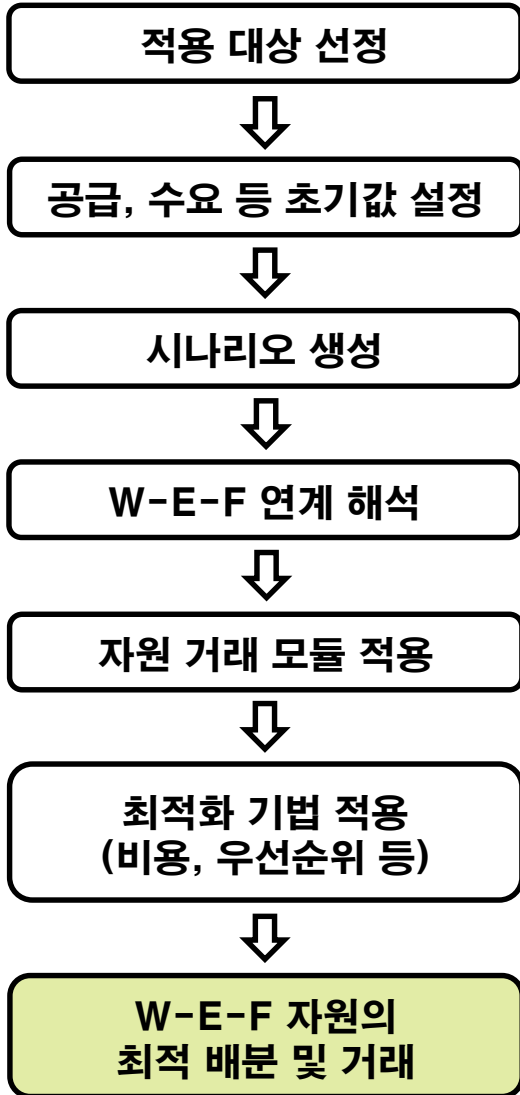 적용 대상 선정
공급, 수요 등 초기값 설정
시나리오 생성
W-E-F 연계 해석
자원 거래 모듈 적용
최적화 기법 적용
(비용, 우선순위 등)
W-E-F 자원의
최적 배분 및 거래